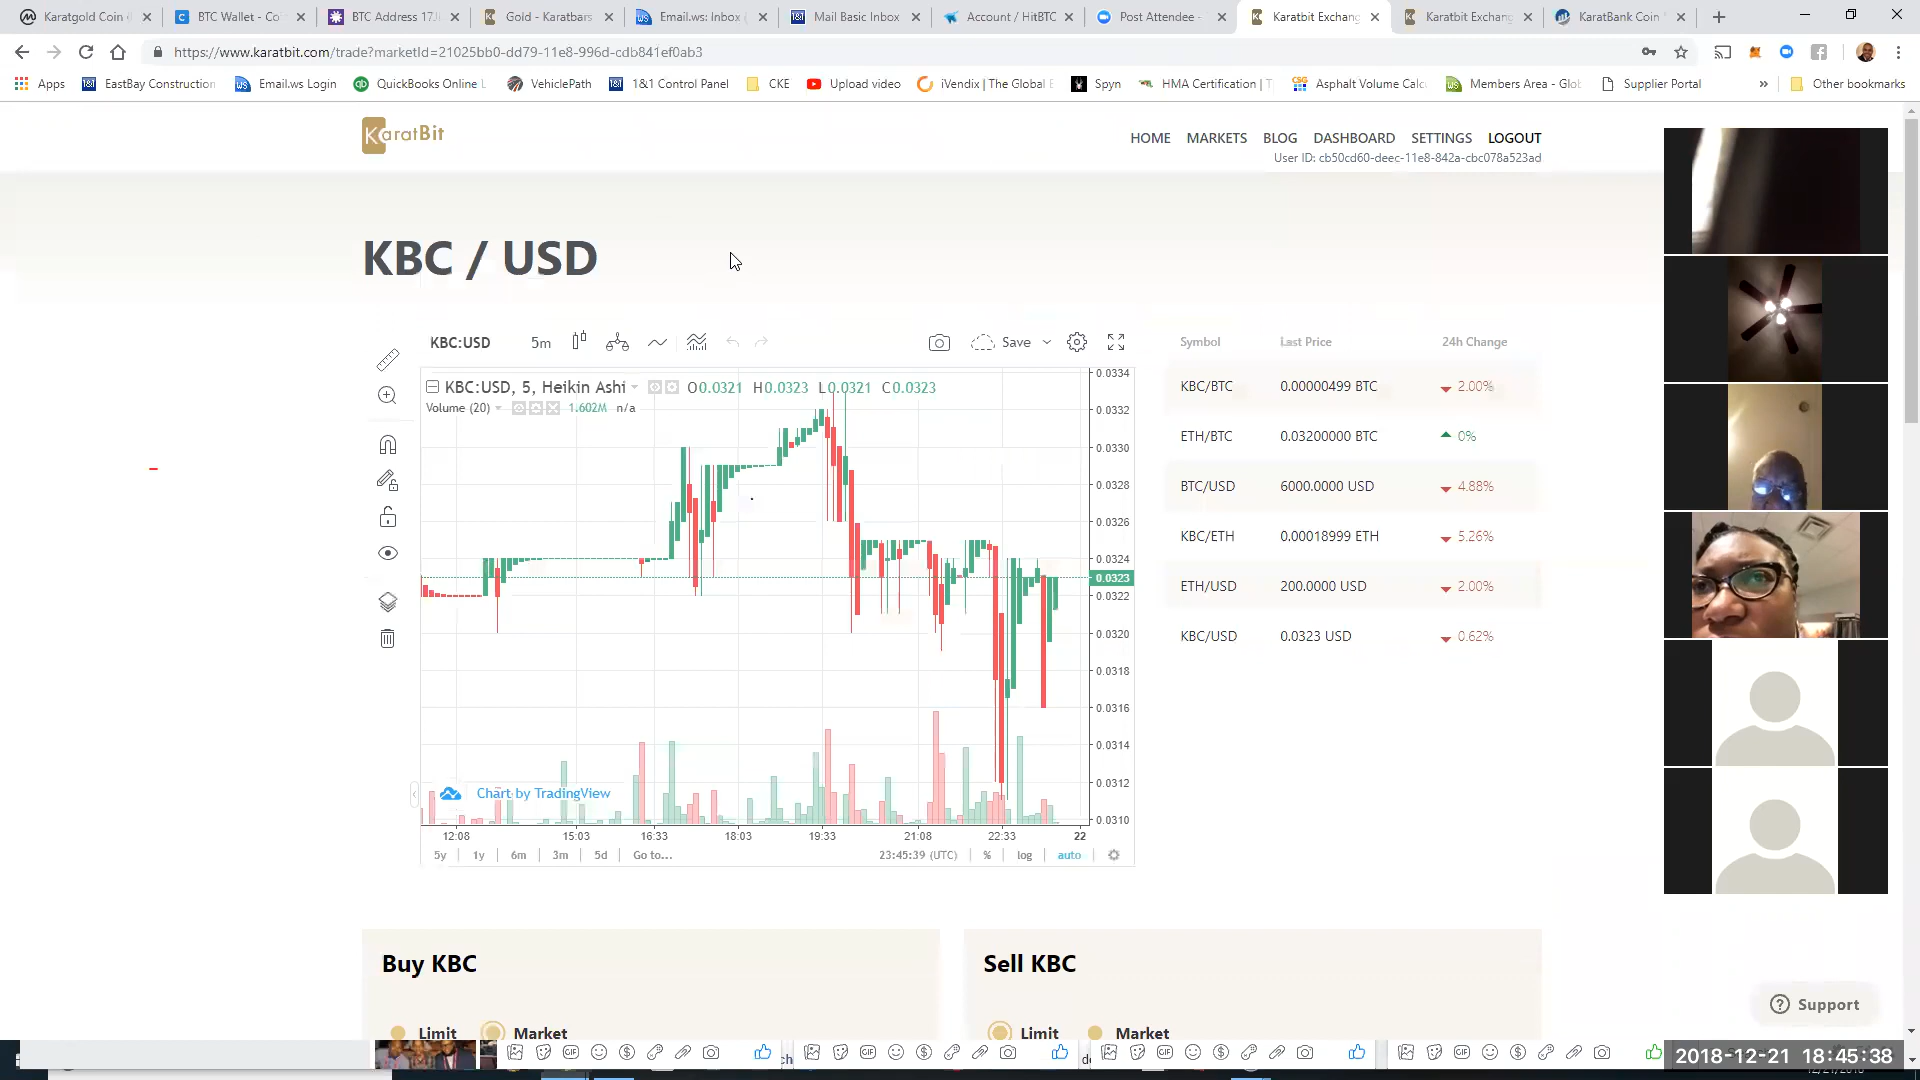 Karatgold Coin (
BTC Wallet - Co
BTC Address 17J
Gold - Karatbars
Email.ws: Inbox (
Mail Basic Inbox
Account / HitBTC
Post Attendee -
Karatbit Exchang
Karatbit Exchang
KaratBank Coin
https://www.karatbit.com/trade?marketId=21025bb0-dd79-11e8-996d-cdb841ef0ab3
Apps
EastBay Construction
Email.ws Login
QuickBooks Online L
VehiclePath
1&1 Control Panel
CKE
Upload video
iVendix | The Global E
Spyn
HMA Certification | T
Asphalt Volume Calcu
Members Area - Glob
Supplier Portal
Other bookmarks
KaratBit
HOME MARKETS BLOG DASHBOARD SETTINGS LOGOUT
User ID: cb50cd60-deec-11e8-842a-cbc078a523ad
KBC / USD
KBC:USD 5m Save
KBC:USD, 5, Heikin Ashi O0.0321 H0.0323 L0.0321 C0.0323
Volume (20) 1.602M n/a
0.0334
0.0332
0.0330
0.0328
0.0326
0.0324
0.0323
0.0322
0.0320
0.0318
0.0316
0.0314
0.0312
0.0310
Chart by TradingView
12:08 15:03 16:33 18:03 19:33 21:08 22:33 22
5y 1y 6m 3m 5d Go to... 23:45:39 (UTC) % log auto
Symbol Last Price 24h Change
KBC/BTC 0.00000499 BTC 2.00%
ETH/BTC 0.03200000 BTC 0%
BTC/USD 6000.0000 USD 4.88%
KBC/ETH 0.00018999 ETH 5.26%
ETH/USD 200.0000 USD 2.00%
KBC/USD 0.0323 USD 0.62%
Buy KBC
Limit Market
Sell KBC
Limit Market
Support
2018-12-21 18:45:38